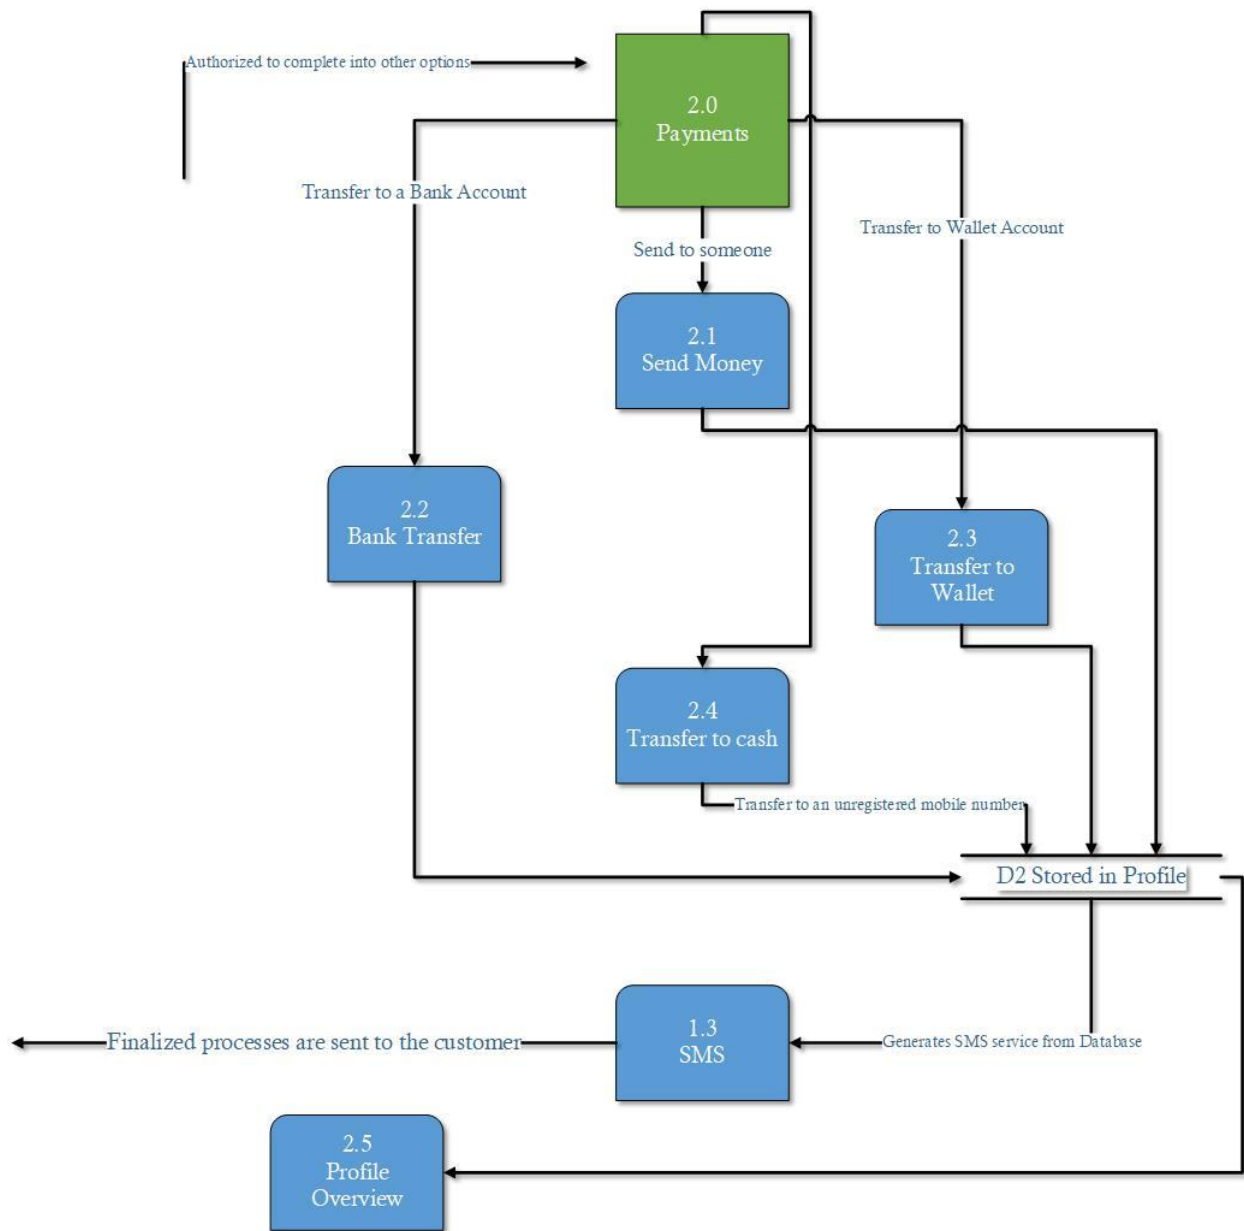 Authorized to complete into other options
2.0
Payments
Transfer to a Bank Account
Transfer to Wallet Account
Send to someone
2.1
Send Money
2.2
Bank Transfer
2.3
Transfer to
Wallet
2.4
Transfer to cash
Transfer to an unregistered mobile number
D2 Stored in Profile
1.3
SMS
Finalized processes are sent to the customer
Generates SMS service from Database
2.5
Profile
Overview